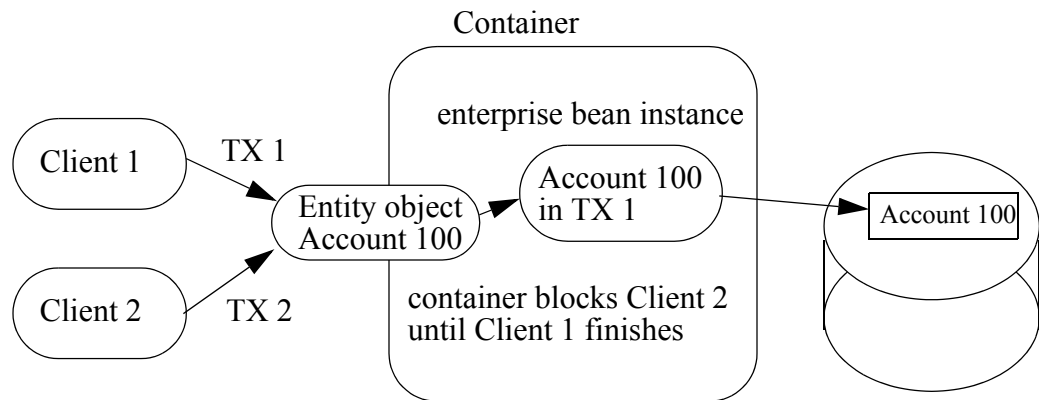 Container
enterprise bean instance
Client 1
TX 1
Account 100
in TX 1
Entity object
Account 100
Account 100
Client 2
TX 2
container blocks Client 2
until Client 1 finishes